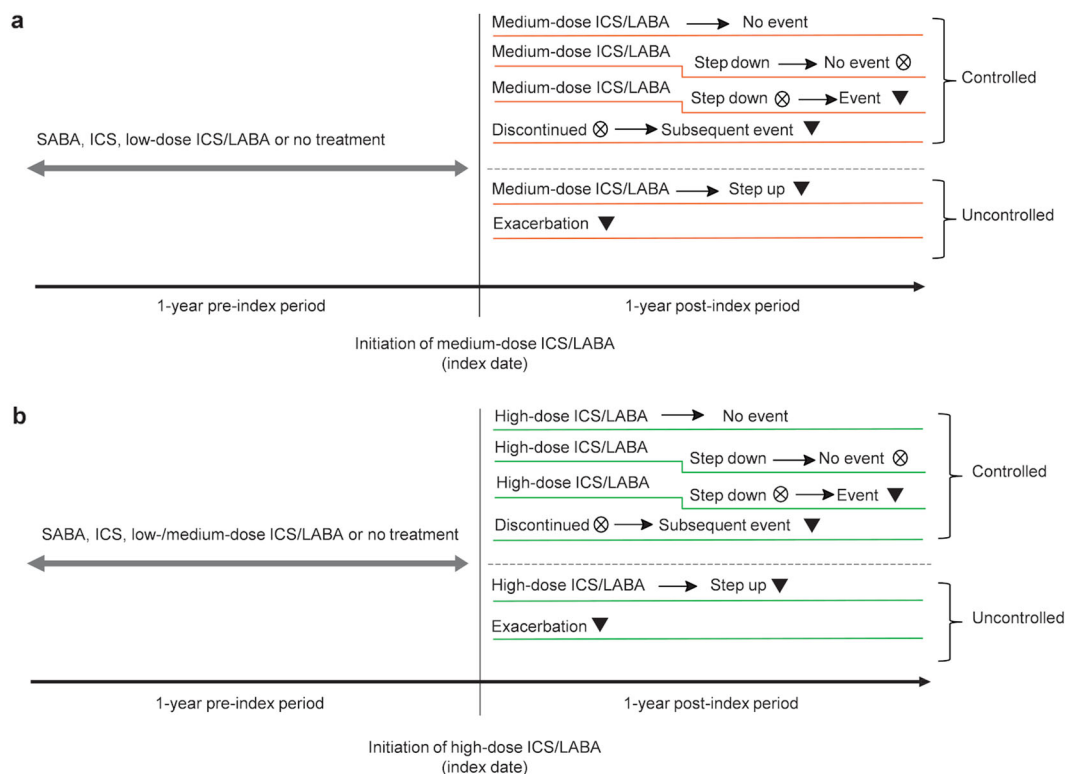 a
Medium-dose ICS/LABA → No event
Medium-dose ICS/LABA
Step down → No event ⊗
Medium-dose ICS/LABA
Step down ⊗ → Event ▼
Discontinued ⊗ → Subsequent event ▼
Controlled
SABA, ICS, low-dose ICS/LABA or no treatment
Medium-dose ICS/LABA → Step up ▼
Exacerbation ▼
Uncontrolled
1-year pre-index period
1-year post-index period
Initiation of medium-dose ICS/LABA
(index date)
b
High-dose ICS/LABA → No event
High-dose ICS/LABA
Step down → No event ⊗
High-dose ICS/LABA
Step down ⊗ → Event ▼
Discontinued ⊗ → Subsequent event ▼
Controlled
SABA, ICS, low-/medium-dose ICS/LABA or no treatment
High-dose ICS/LABA → Step up ▼
Exacerbation ▼
Uncontrolled
1-year pre-index period
1-year post-index period
Initiation of high-dose ICS/LABA
(index date)